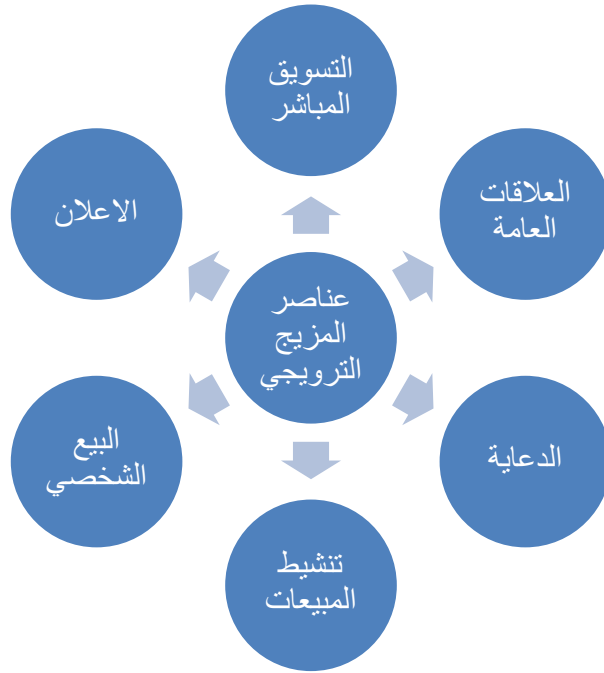 التسويق
المباشر
العلاقات
العامة
الاعلان
عناصر
المزيج
الترويجي
الدعاية
البيع
الشخصي
تنشيط
المبيعات